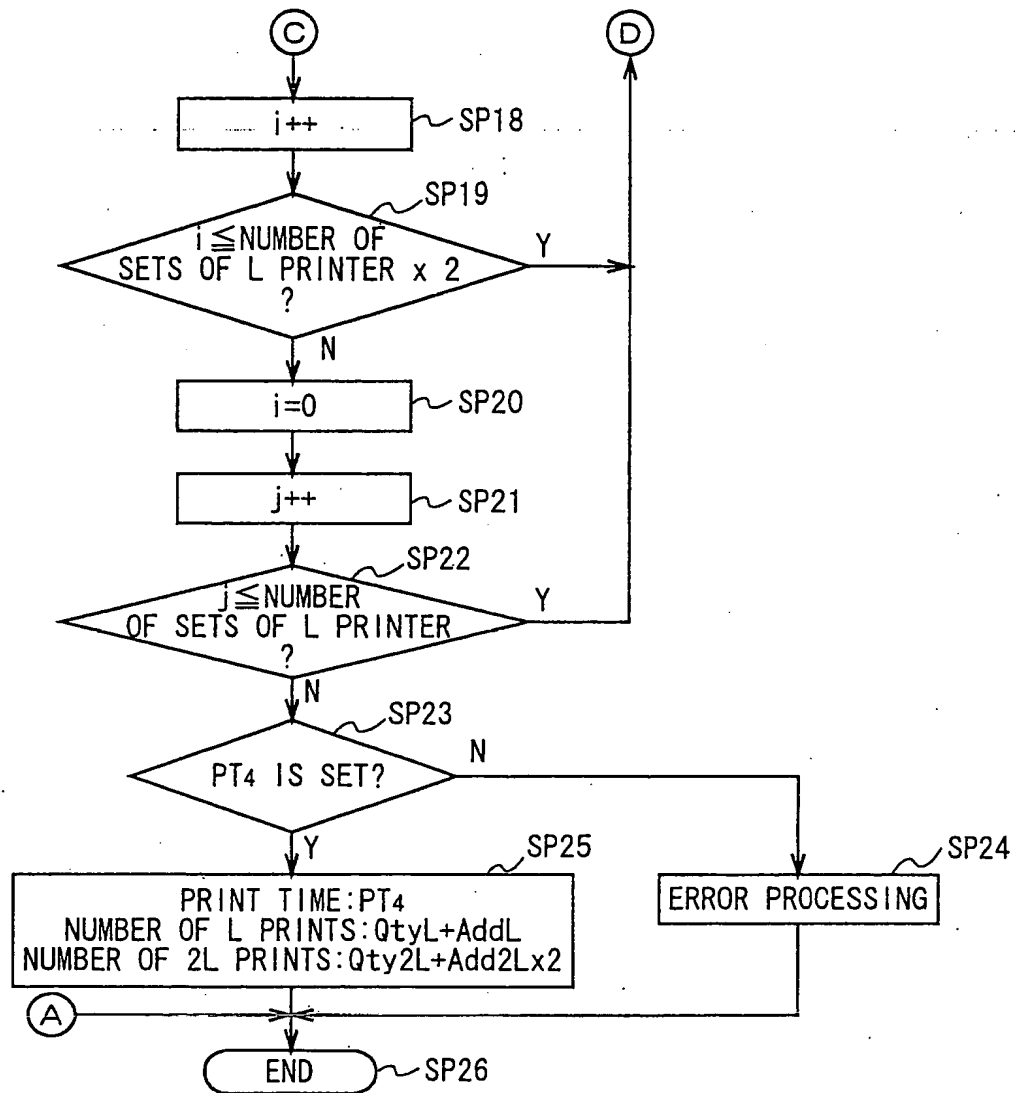 C
D
i++
SP18
SP19
i≦NUMBER OF
SETS OF L PRINTER x 2
?
Y
N
i=0
SP20
j++
SP21
SP22
j≦NUMBER
OF SETS OF L PRINTER
?
Y
N
SP23
PT4 IS SET?
N
Y
SP25
SP24
PRINT TIME:PT4
NUMBER OF L PRINTS:QtyL+AddL
NUMBER OF 2L PRINTS:Qty2L+Add2Lx2
ERROR PROCESSING
A
END
SP26